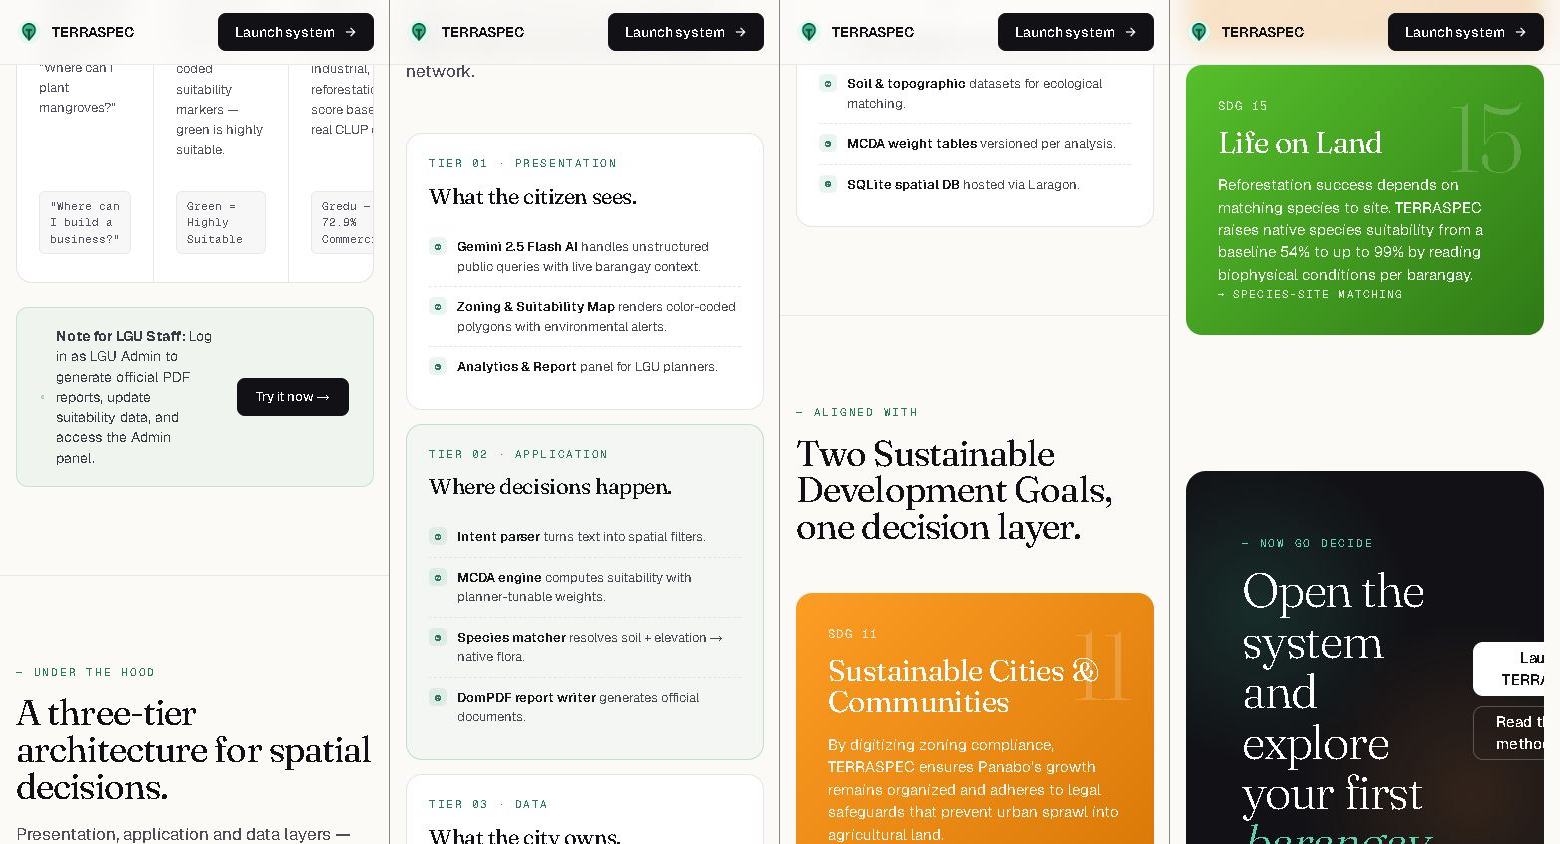 TERRASPEC
Launch system →
"Where can I
plant
mangroves?"
"Where can
I build a
business?"
coded
suitability
markers —
green is highly
suitable.
Green =
Highly
Suitable
industrial,
score
real CLUP
Gredu —
72.9%
Note for LGU Staff: Log
in as LGU Admin to
generate official PDF
reports, update
suitability data, and
access the Admin
panel.
Try it now →
— UNDER THE HOOD
A three-tier
architecture for spatial
decisions.
Presentation, application and data layers —
TERRASPEC
Launch system →
network.
TIER 01 · PRESENTATION
What the citizen sees.
Gemini 2.5 Flash AI handles unstructured
public queries with live barangay context.
Zoning & Suitability Map renders color-coded
polygons with environmental alerts.
Analytics & Report panel for LGU planners.
TIER 02 · APPLICATION
Where decisions happen.
Intent parser turns text into spatial filters.
MCDA engine computes suitability with
planner-tunable weights.
Species matcher resolves soil + elevation →
native flora.
DomPDF report writer generates official
documents.
TIER 03 · DATA
What the city owns.
TERRASPEC
Launch system →
Soil & topographic datasets for ecological
matching.
MCDA weight tables versioned per analysis.
SQLite spatial DB hosted via Laragon.
— ALIGNED WITH
Two Sustainable
Development Goals,
one decision layer.
SDG 11
11
Sustainable Cities &
Communities
By digitizing zoning compliance,
TERRASPEC ensures Panabo's growth
remains organized and adheres to legal
safeguards that prevent urban sprawl into
agricultural land.
TERRASPEC
Launch system →
SDG 15
15
Life on Land
Reforestation success depends on
matching species to site. TERRASPEC
raises native species suitability from a
baseline 54% to up to 99% by reading
biophysical conditions per barangay.
→ SPECIES-SITE MATCHING
— NOW GO DECIDE
Open the
system
and
explore
your first
barangay
Read